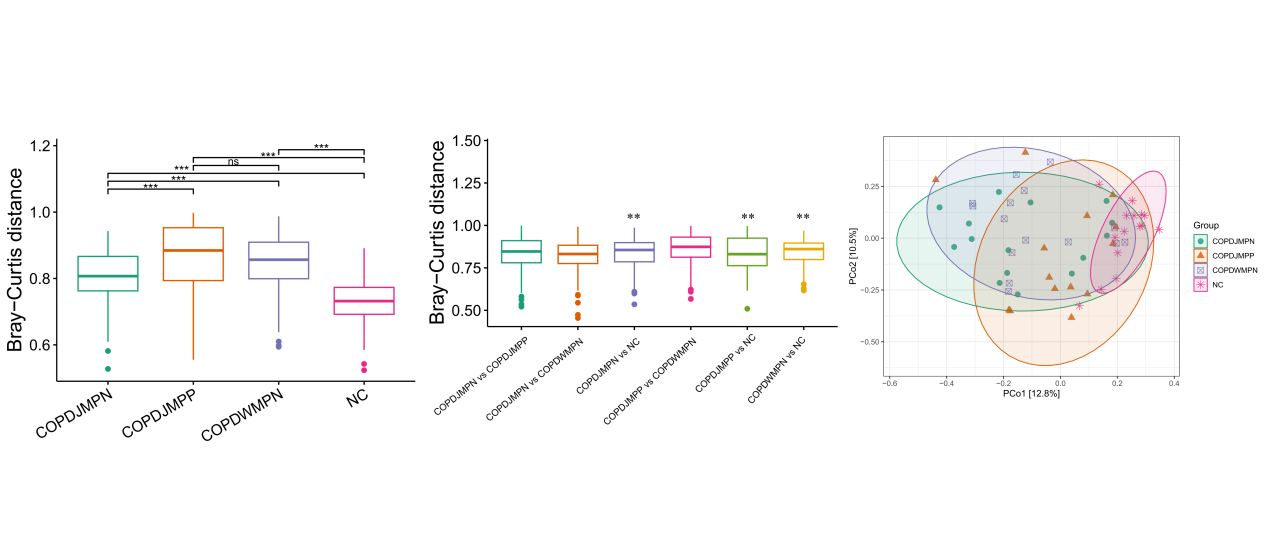 Bray−Curtis distance
1.2
1.0
0.8
0.6
***
***
ns
***
***
***
COPDJMPN
COPDJMPP
COPDWMPN
NC
Bray−Curtis distance
1.50
1.25
1.00
0.75
0.50
**
**
**
COPDJMPN vs COPDJMPP
COPDJMPN vs COPDWMPN
COPDJMPN vs NC
COPDJMPP vs COPDWMPN
COPDJMPP vs NC
COPDWMPN vs NC
PCo2 [10.5%]
0.25
0.00
−0.25
−0.50
−0.6
−0.4
−0.2
0.0
0.2
0.4
PCo1 [12.8%]
Group
COPDJMPN
COPDJMPP
COPDWMPN
NC